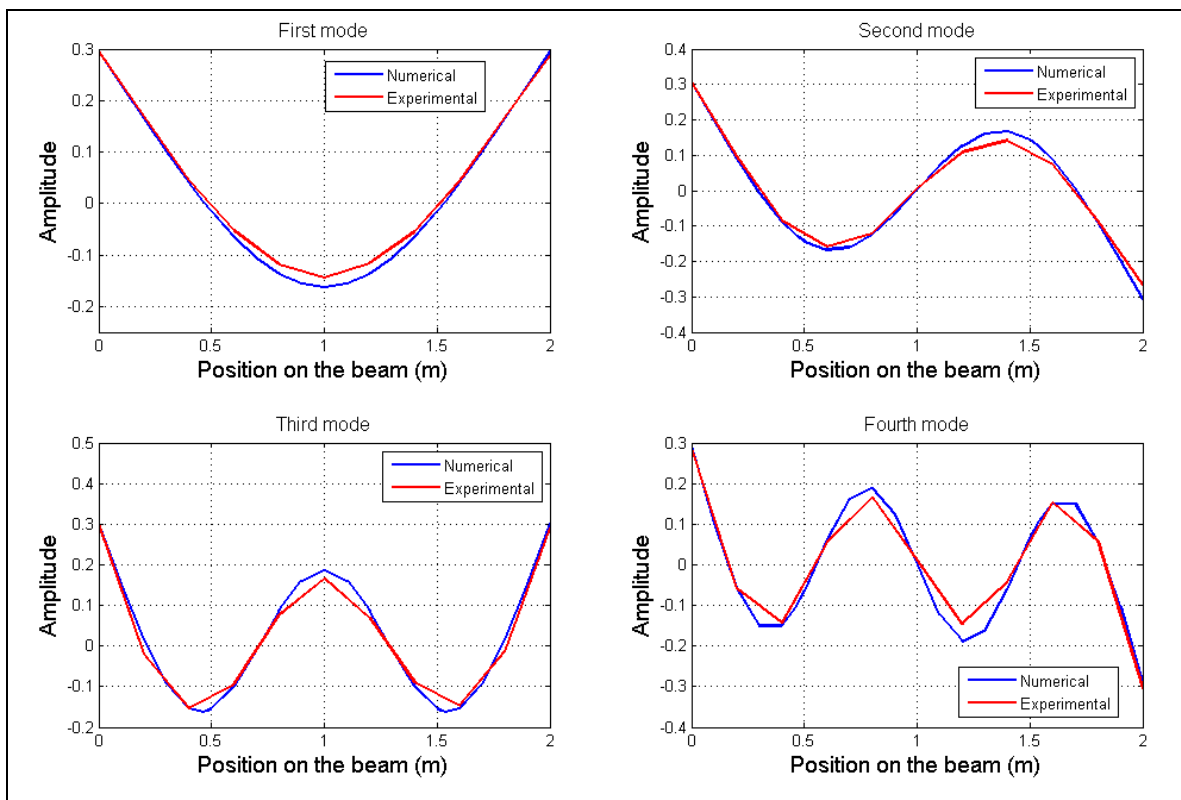 First mode
Numerical
Experimental
Amplitude
0.3
0.2
0.1
0
-0.1
-0.2
0 0.5 1 1.5 2
Position on the beam (m)
Second mode
Numerical
Experimental
Amplitude
0.4
0.3
0.2
0.1
0
-0.1
-0.2
-0.3
-0.4
0 0.5 1 1.5 2
Position on the beam (m)
Third mode
Numerical
Experimental
Amplitude
0.5
0.4
0.3
0.2
0.1
0
-0.1
-0.2
0 0.5 1 1.5 2
Position on the beam (m)
Fourth mode
Numerical
Experimental
Amplitude
0.3
0.2
0.1
0
-0.1
-0.2
-0.3
-0.4
0 0.5 1 1.5 2
Position on the beam (m)